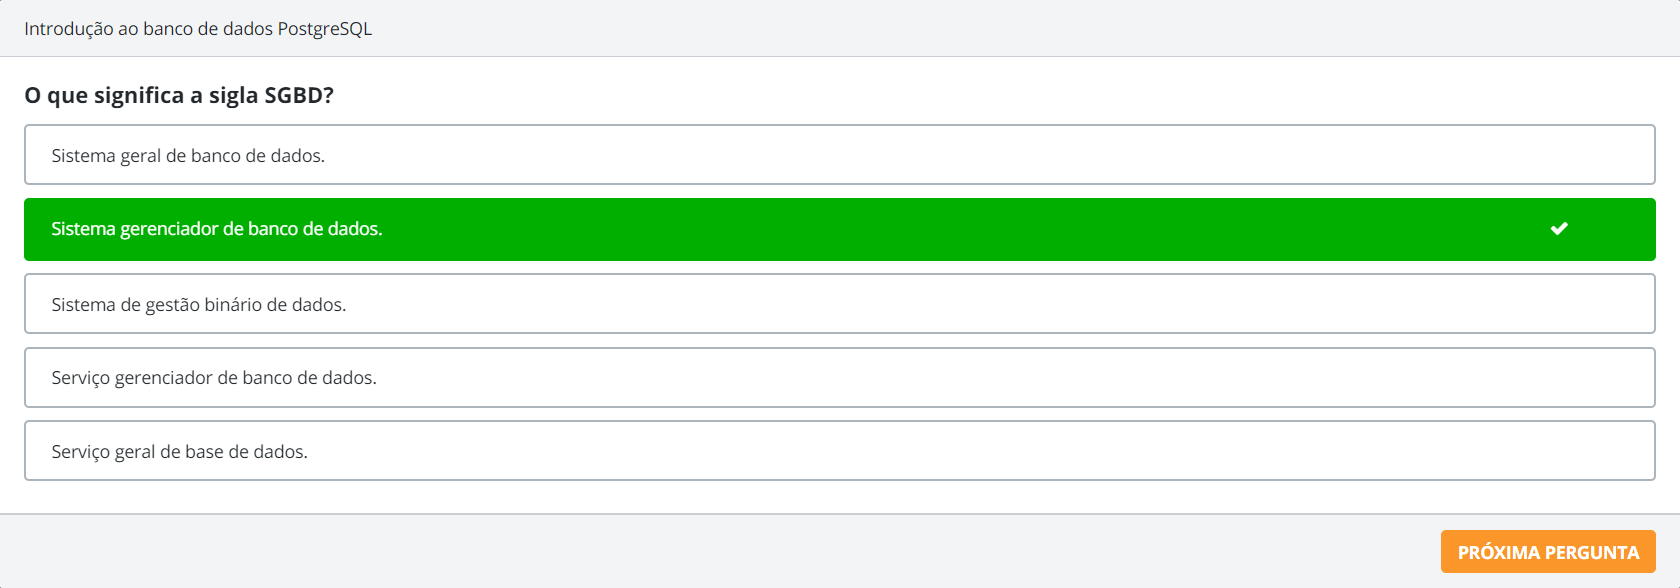 Introdução ao banco de dados PostgreSQL
O que significa a sigla SGBD?
Sistema geral de banco de dados.
Sistema gerenciador de banco de dados.
Sistema de gestão binário de dados.
Serviço gerenciador de banco de dados.
Serviço geral de base de dados.
PRÓXIMA PERGUNTA